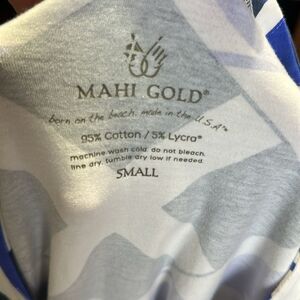 MAHI GOLD®
born on the beach. made in the U.S.A™
95% Cotton / 5% Lycra®
machine wash cold. do not bleach.
line dry. tumble dry low if needed.
SMALL